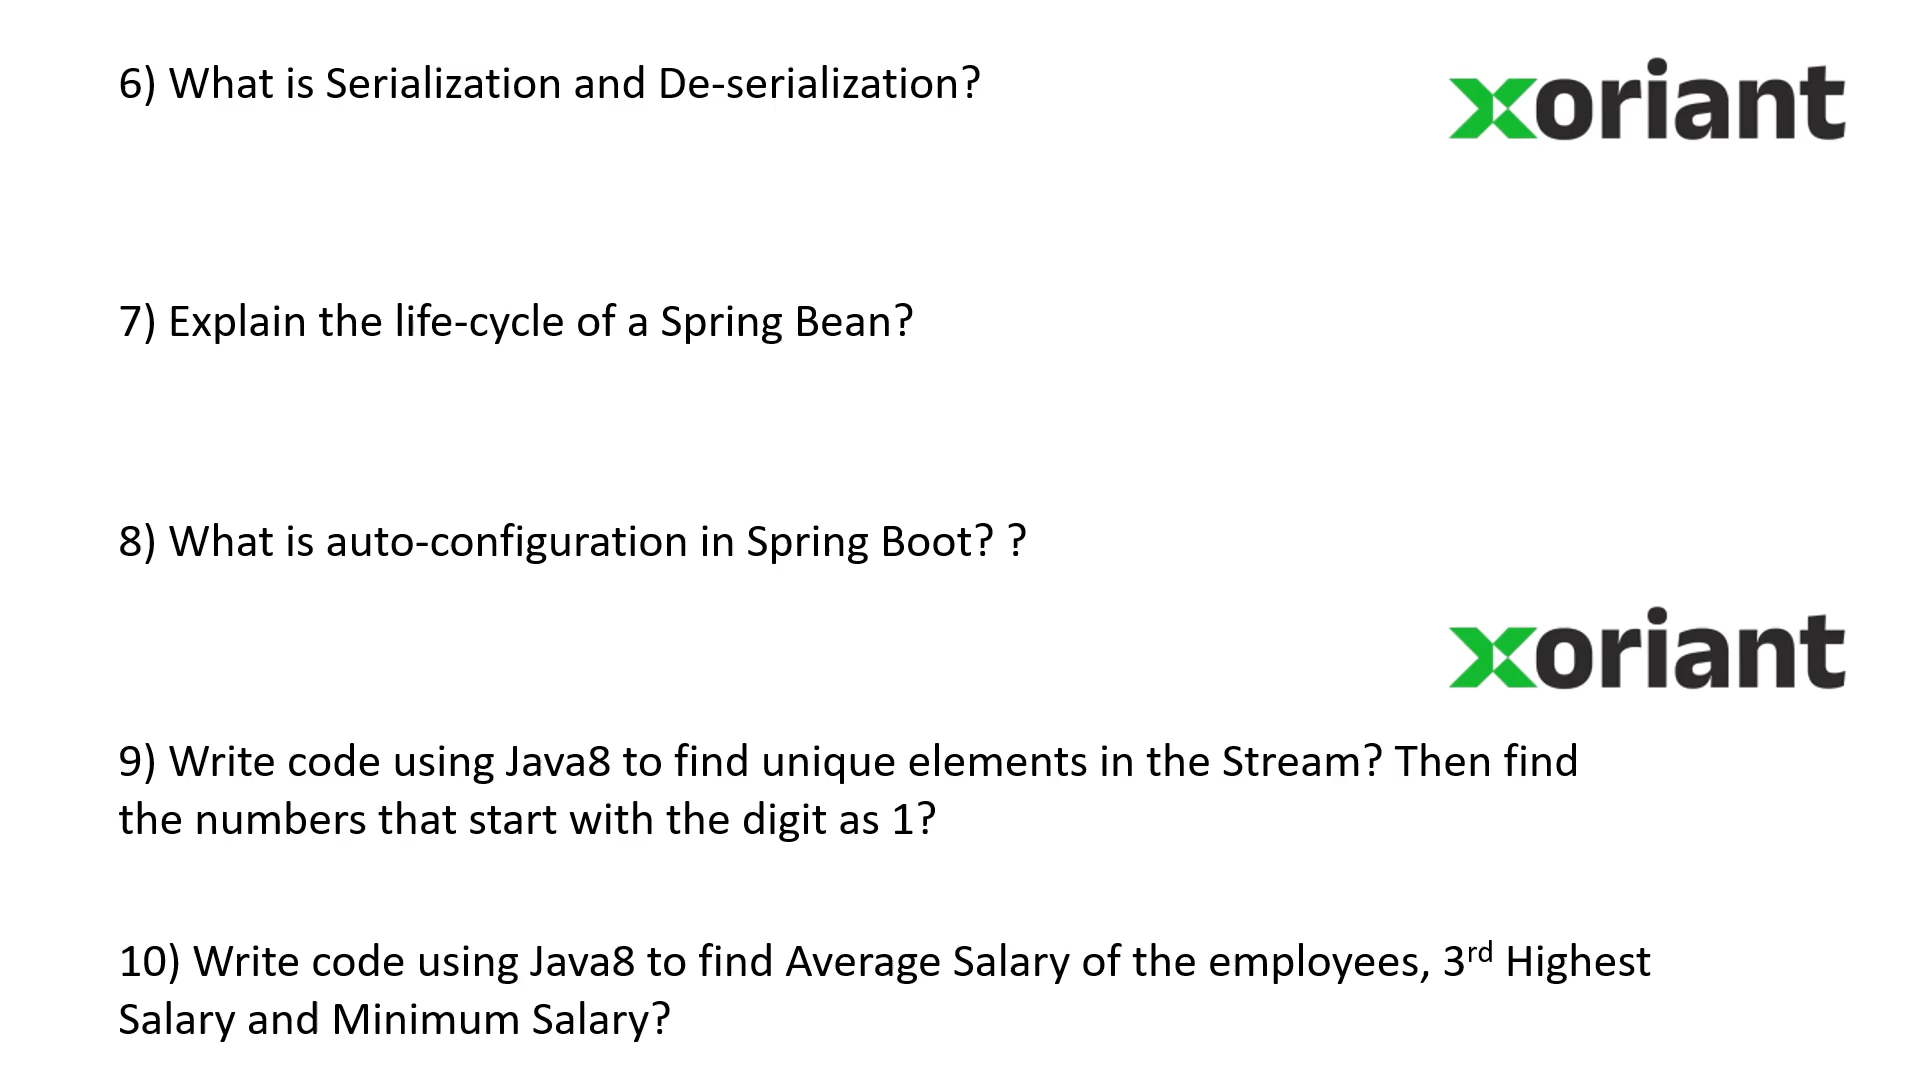 6) What is Serialization and De-serialization?
xoriant
7) Explain the life-cycle of a Spring Bean?
8) What is auto-configuration in Spring Boot? ?
xoriant
9) Write code using Java8 to find unique elements in the Stream? Then find
the numbers that start with the digit as 1?
10) Write code using Java8 to find Average Salary of the employees, 3rd Highest
Salary and Minimum Salary?